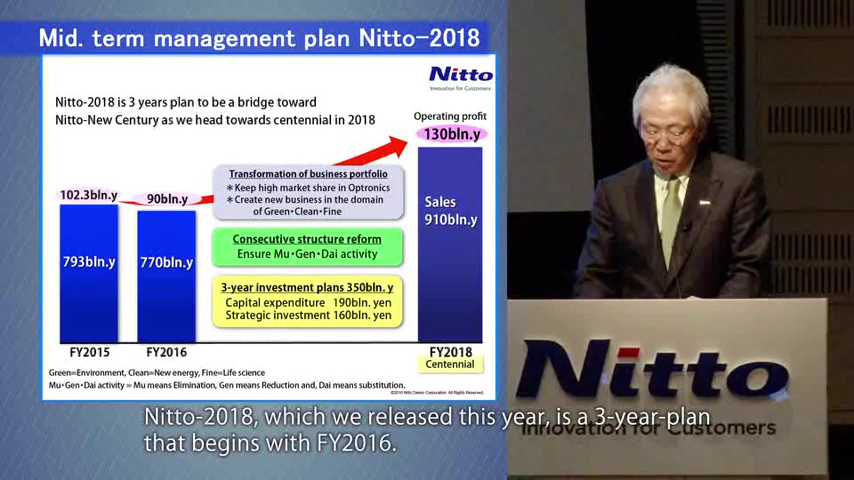 Mid. term management plan Nitto-2018
Nitto
Innovation for Customers
Nitto-2018 is 3 years plan to be a bridge toward
Nitto-New Century as we head towards centennial in 2018
Operating profit
130bln.y
Transformation of business portfolio
＊Keep high market share in Optronics
＊Create new business in the domain
of Green・Clean・Fine
102.3bln.y
90bln.y
Sales
910bln.y
Consecutive structure reform
Ensure Mu・Gen・Dai activity
793bln.y
770bln.y
3-year investment plans 350bln. y
Capital expenditure 190bln. yen
Strategic investment 160bln. yen
FY2015
FY2016
FY2018
Centennial
Green=Environment, Clean=New energy, Fine=Life science
Mu・Gen・Dai activity = Mu means Elimination, Gen means Reduction and, Dai means substitution.
Nitto
Innovation for Customers
Nitto-2018, which we released this year, is a 3-year-plan
that begins with FY2016.